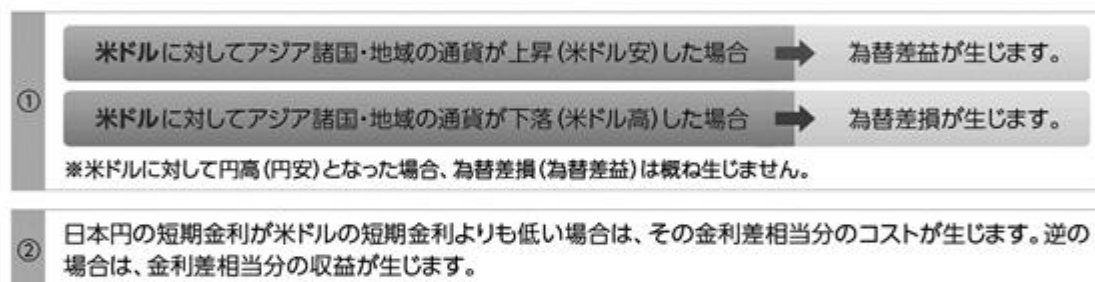 ①
米ドルに対してアジア諸国・地域の通貨が上昇(米ドル安)した場合 ➡ 為替差益が生じます。
米ドルに対してアジア諸国・地域の通貨が下落(米ドル高)した場合 ➡ 為替差損が生じます。
※米ドルに対して円高(円安)となった場合、為替差損(為替差益)は概ね生じません。
②
日本円の短期金利が米ドルの短期金利よりも低い場合は、その金利差相当分のコストが生じます。逆の
場合は、金利差相当分の収益が生じます。